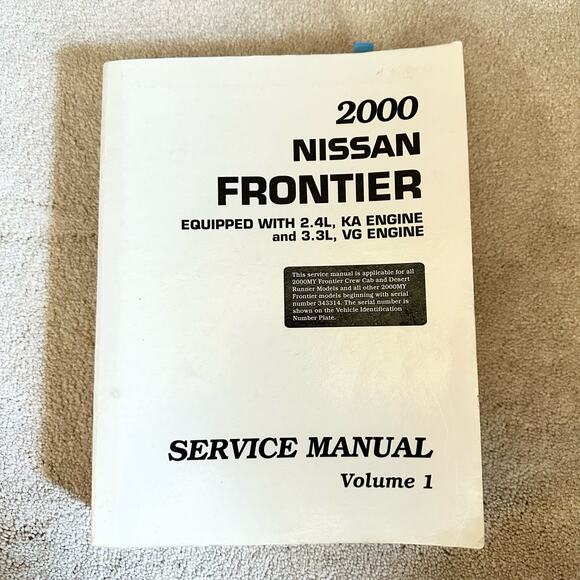 2000
NISSAN
FRONTIER
EQUIPPED WITH 2.4L, KA ENGINE
and 3.3L, VG ENGINE
This service manual is applicable for all
2000MY Frontier Crew Cab and Desert
Runner Models and all other 2000MY
Frontier models beginning with serial
number 343314. The serial number is
shown on the Vehicle Identification
Number Plate.
SERVICE MANUAL
Volume 1